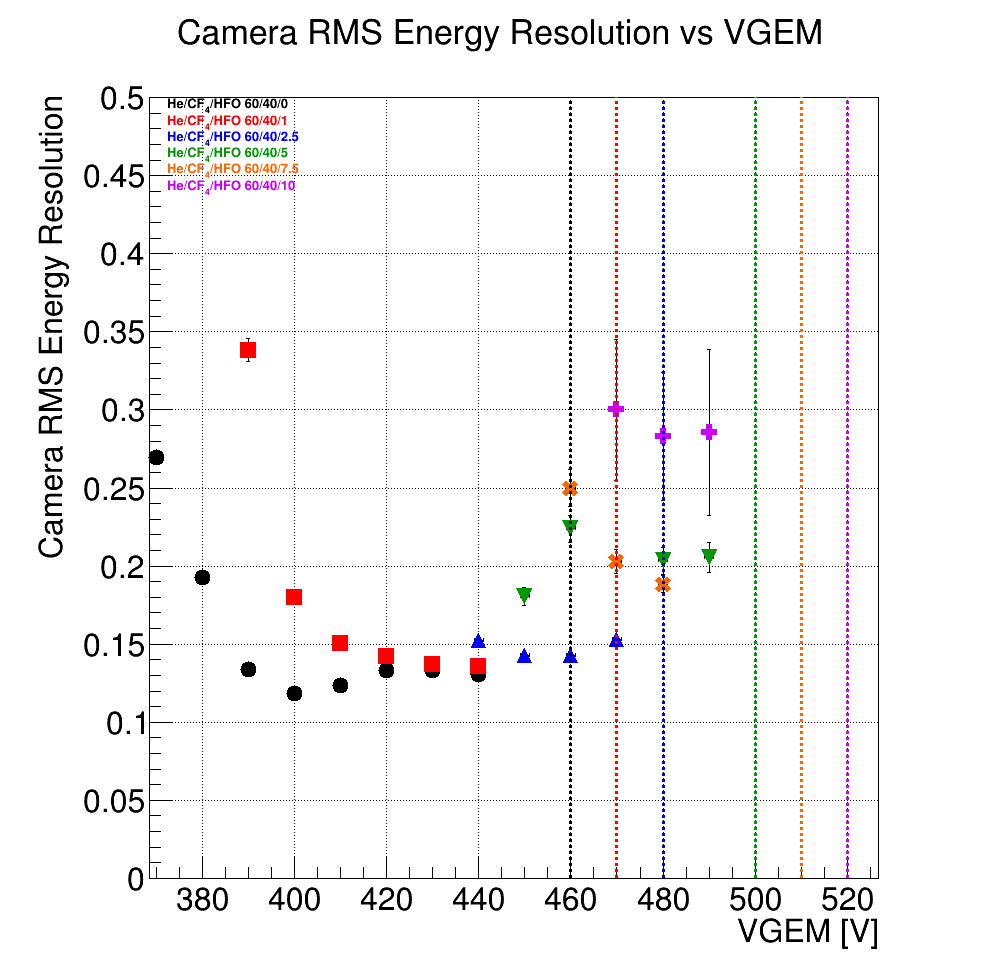 Camera RMS Energy Resolution vs VGEM
Camera RMS Energy Resolution
0.5
0.45
0.4
0.35
0.3
0.25
0.2
0.15
0.1
0.05
0
He/CF4/HFO 60/40/0
He/CF4/HFO 60/40/1
He/CF4/HFO 60/40/2.5
He/CF4/HFO 60/40/5
He/CF4/HFO 60/40/7.5
He/CF4/HFO 60/40/10
380 400 420 440 460 480 500 520
VGEM [V]